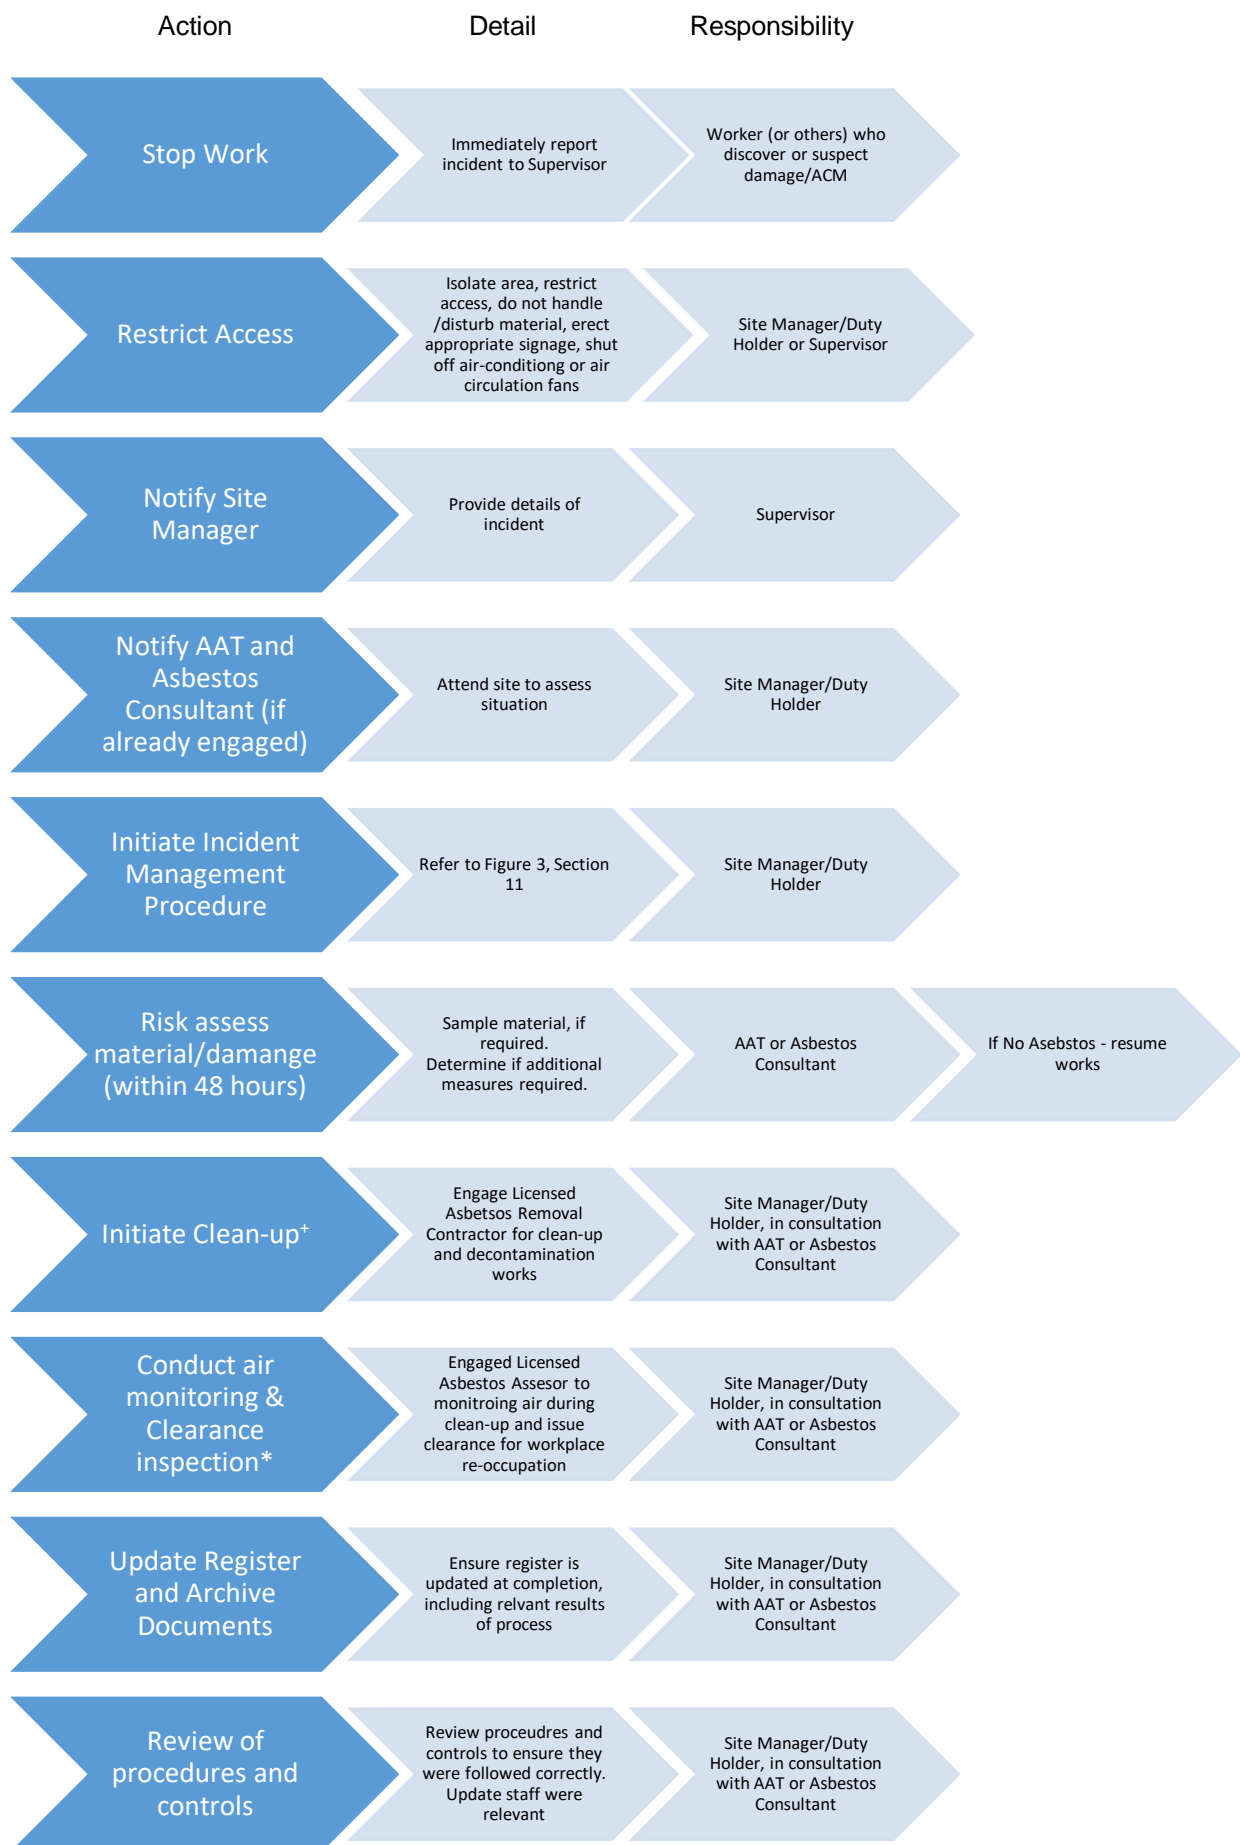 Action
Detail
Responsibility
Stop Work
Immediately report
incident to Supervisor
Worker (or others) who
discover or suspect
damage/ACM
Restrict Access
Isolate area, restrict
access, do not handle
/disturb material, erect
appropriate signage, shut
off air-conditiong or air
circulation fans
Site Manager/Duty
Holder or Supervisor
Notify Site
Manager
Provide details of
incident
Supervisor
Notify AAT and
Asbestos
Consultant (if
already engaged)
Attend site to assess
situation
Site Manager/Duty
Holder
Initiate Incident
Management
Procedure
Refer to Figure 3, Section
11
Site Manager/Duty
Holder
Risk assess
material/damange
(within 48 hours)
Sample material, if
required.
Determine if additional
measures required.
AAT or Asbestos
Consultant
If No Asebstos - resume
works
Initiate Clean-up⁺
Engage Licensed
Asbetsos Removal
Contractor for clean-up
and decontamination
works
Site Manager/Duty
Holder, in consultation
with AAT or Asbestos
Consultant
Conduct air
monitoring &
Clearance
inspection*
Engaged Licensed
Asbestos Assesor to
monitroing air during
clean-up and issue
clearance for workplace
re-occupation
Site Manager/Duty
Holder, in consultation
with AAT or Asbestos
Consultant
Update Register
and Archive
Documents
Ensure register is
updated at completion,
including relvant results
of process
Site Manager/Duty
Holder, in consultation
with AAT or Asbestos
Consultant
Review of
procedures and
controls
Review proceudres and
controls to ensure they
were followed correctly.
Update staff were
relevant
Site Manager/Duty
Holder, in consultation
with AAT or Asbestos
Consultant